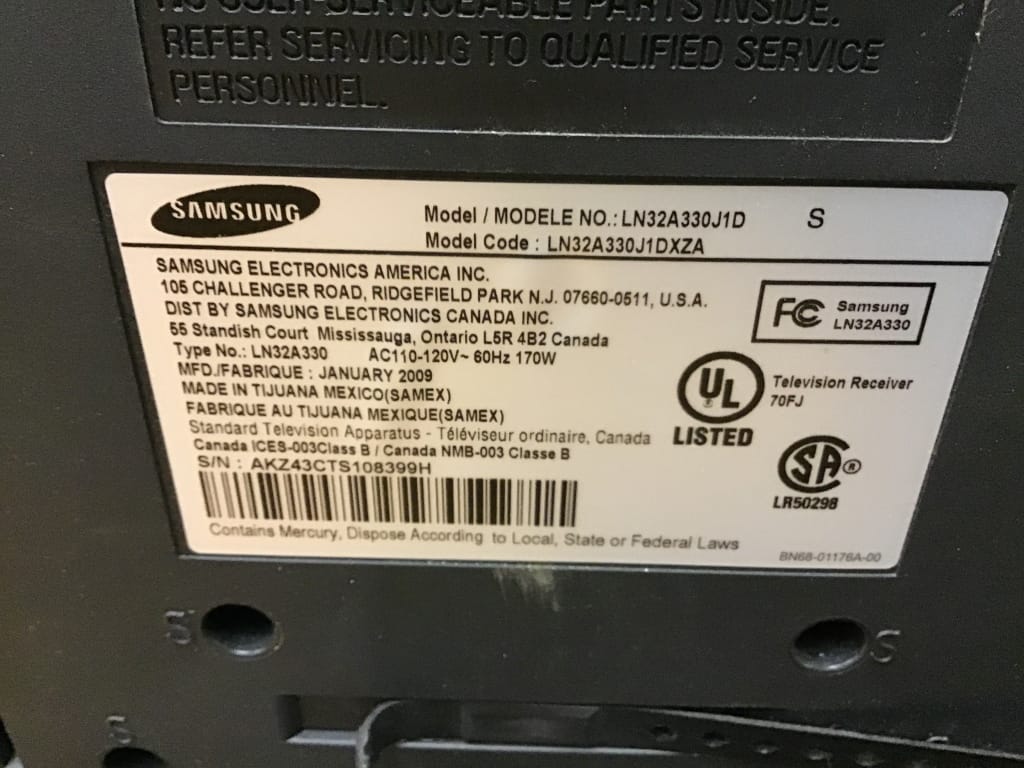 NO USER-SERVICEABLE PARTS INSIDE.
REFER SERVICING TO QUALIFIED SERVICE
PERSONNEL.
SAMSUNG
Model / MODELE NO.: LN32A330J1D S
Model Code : LN32A330J1DXZA
SAMSUNG ELECTRONICS AMERICA INC.
105 CHALLENGER ROAD, RIDGEFIELD PARK N.J. 07660-0511, U.S.A.
DIST BY SAMSUNG ELECTRONICS CANADA INC.
55 Standish Court Mississauga, Ontario L5R 4B2 Canada
Type No.: LN32A330 AC110-120V~ 60Hz 170W
MFD./FABRIQUE : JANUARY 2009
MADE IN TIJUANA MEXICO(SAMEX)
FABRIQUE AU TIJUANA MEXIQUE(SAMEX)
Standard Television Apparatus - Téléviseur ordinaire, Canada
Canada ICES-003Class B / Canada NMB-003 Classe B
S/N : AKZ43CTS108399H
Contains Mercury, Dispose According to Local, State or Federal Laws
FC Samsung
LN32A330
UL ® Television Receiver
70FJ
LISTED
SA ®
LR50298
BN68-01176A-00
S
S
S